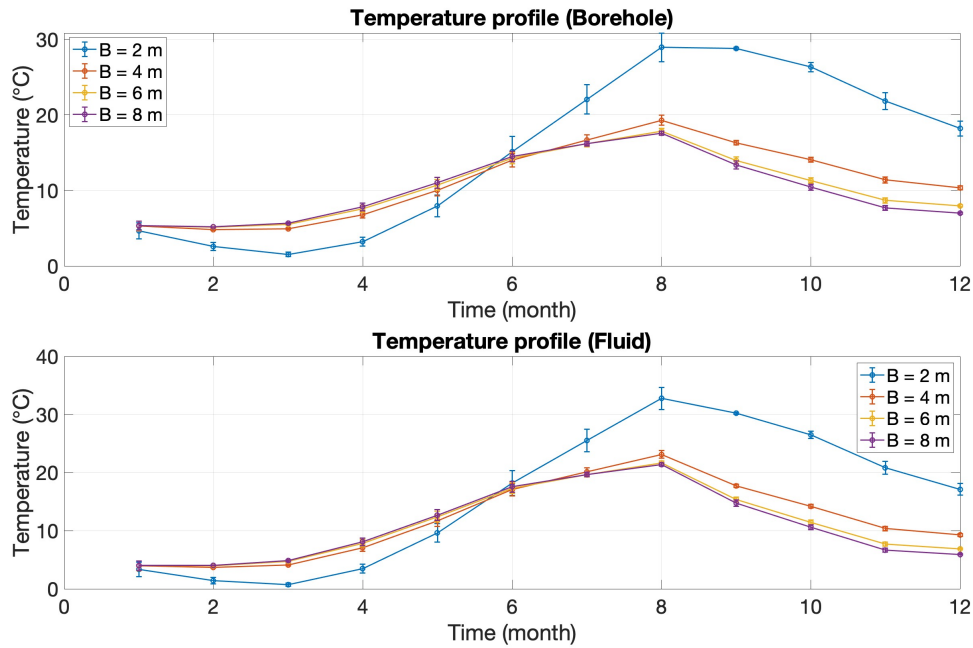 Temperature profile (Borehole)
Temperature (°C)
30
20
10
0
B = 2 m
B = 4 m
B = 6 m
B = 8 m
0 2 4 6 8 10 12
Time (month)
Temperature profile (Fluid)
Temperature (°C)
40
30
20
10
0
B = 2 m
B = 4 m
B = 6 m
B = 8 m
0 2 4 6 8 10 12
Time (month)